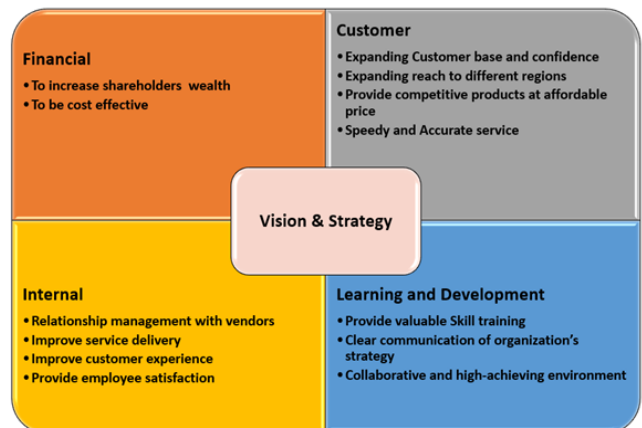 Financial
• To increase shareholders wealth
• To be cost effective
Customer
• Expanding Customer base and confidence
• Expanding reach to different regions
• Provide competitive products at affordable
price
• Speedy and Accurate service
Vision & Strategy
Internal
• Relationship management with vendors
• Improve service delivery
• Improve customer experience
• Provide employee satisfaction
Learning and Development
• Provide valuable Skill training
• Clear communication of organization's
strategy
• Collaborative and high-achieving environment